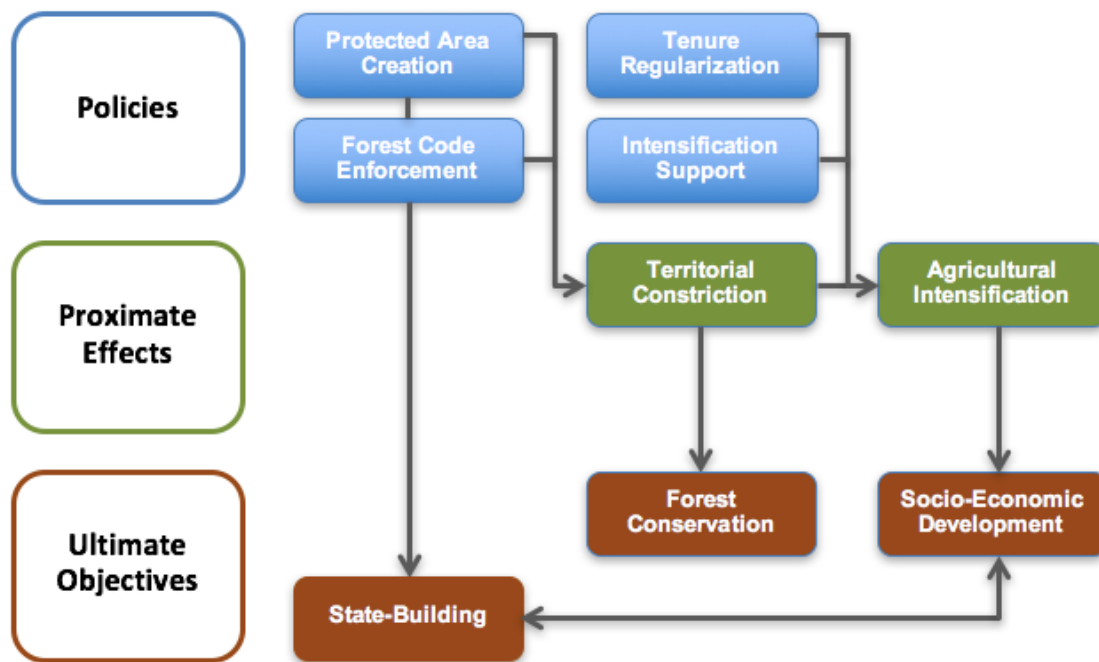 Policies
Protected Area
Creation
Tenure
Regularization
Forest Code
Enforcement
Intensification
Support
Proximate
Effects
Territorial
Constriction
Agricultural
Intensification
Ultimate
Objectives
Forest
Conservation
Socio-Economic
Development
State-Building